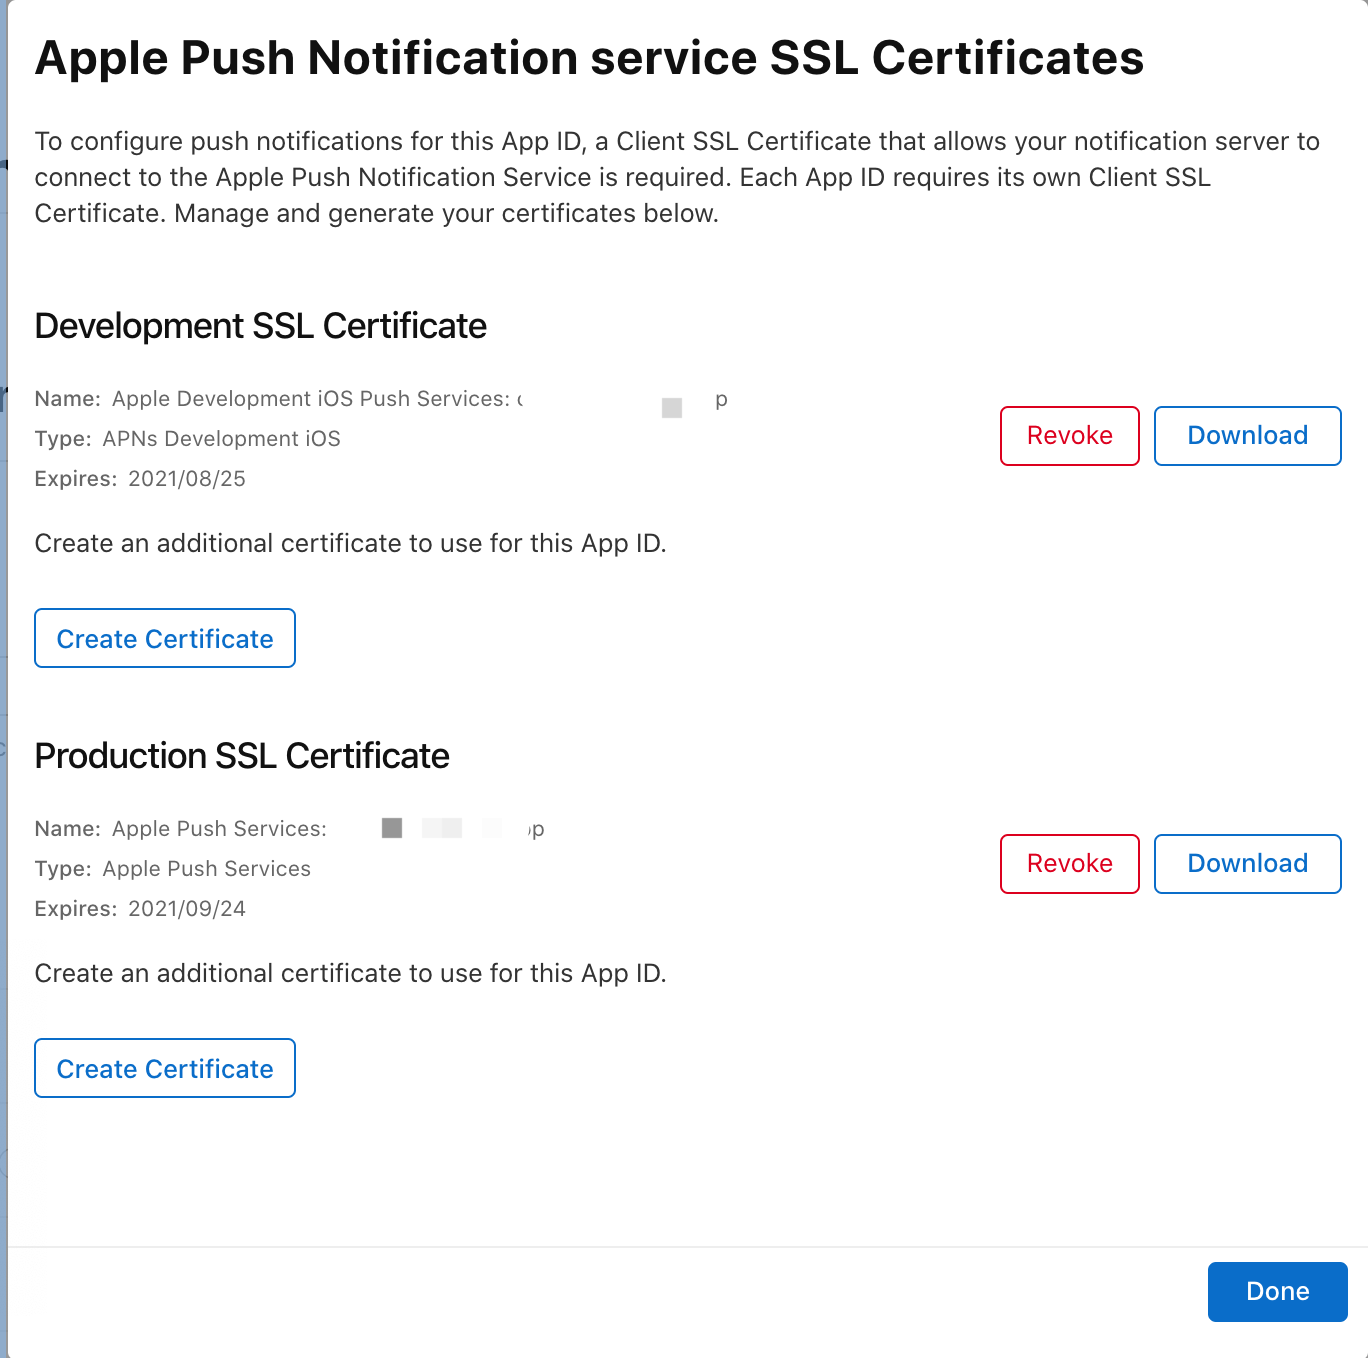 Apple Push Notification service SSL Certificates
To configure push notifications for this App ID, a Client SSL Certificate that allows your notification server to
connect to the Apple Push Notification Service is required. Each App ID requires its own Client SSL
Certificate. Manage and generate your certificates below.
Development SSL Certificate
Name: Apple Development iOS Push Services:
Type: APNs Development iOS
Expires: 2021/08/25
Revoke
Download
Create an additional certificate to use for this App ID.
Create Certificate
Production SSL Certificate
Name: Apple Push Services:
Type: Apple Push Services
Expires: 2021/09/24
Revoke
Download
Create an additional certificate to use for this App ID.
Create Certificate
Done